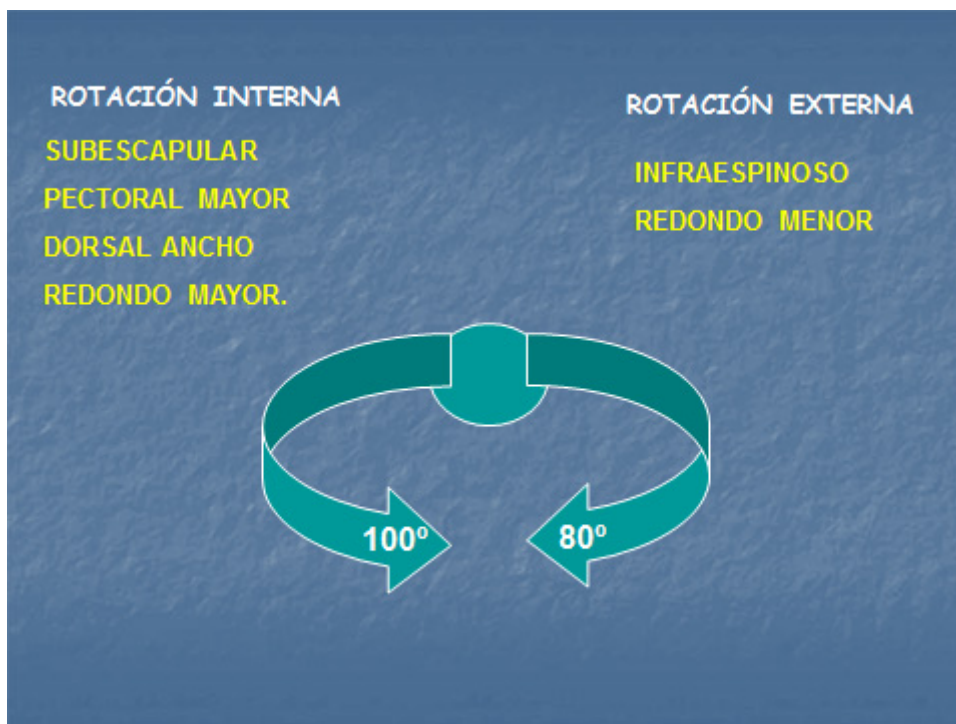 ROTACIÓN INTERNA
SUBESCAPULAR
PECTORAL MAYOR
DORSAL ANCHO
REDONDO MAYOR.
ROTACIÓN EXTERNA
INFRAESPINOSO
REDONDO MENOR
100º
80º